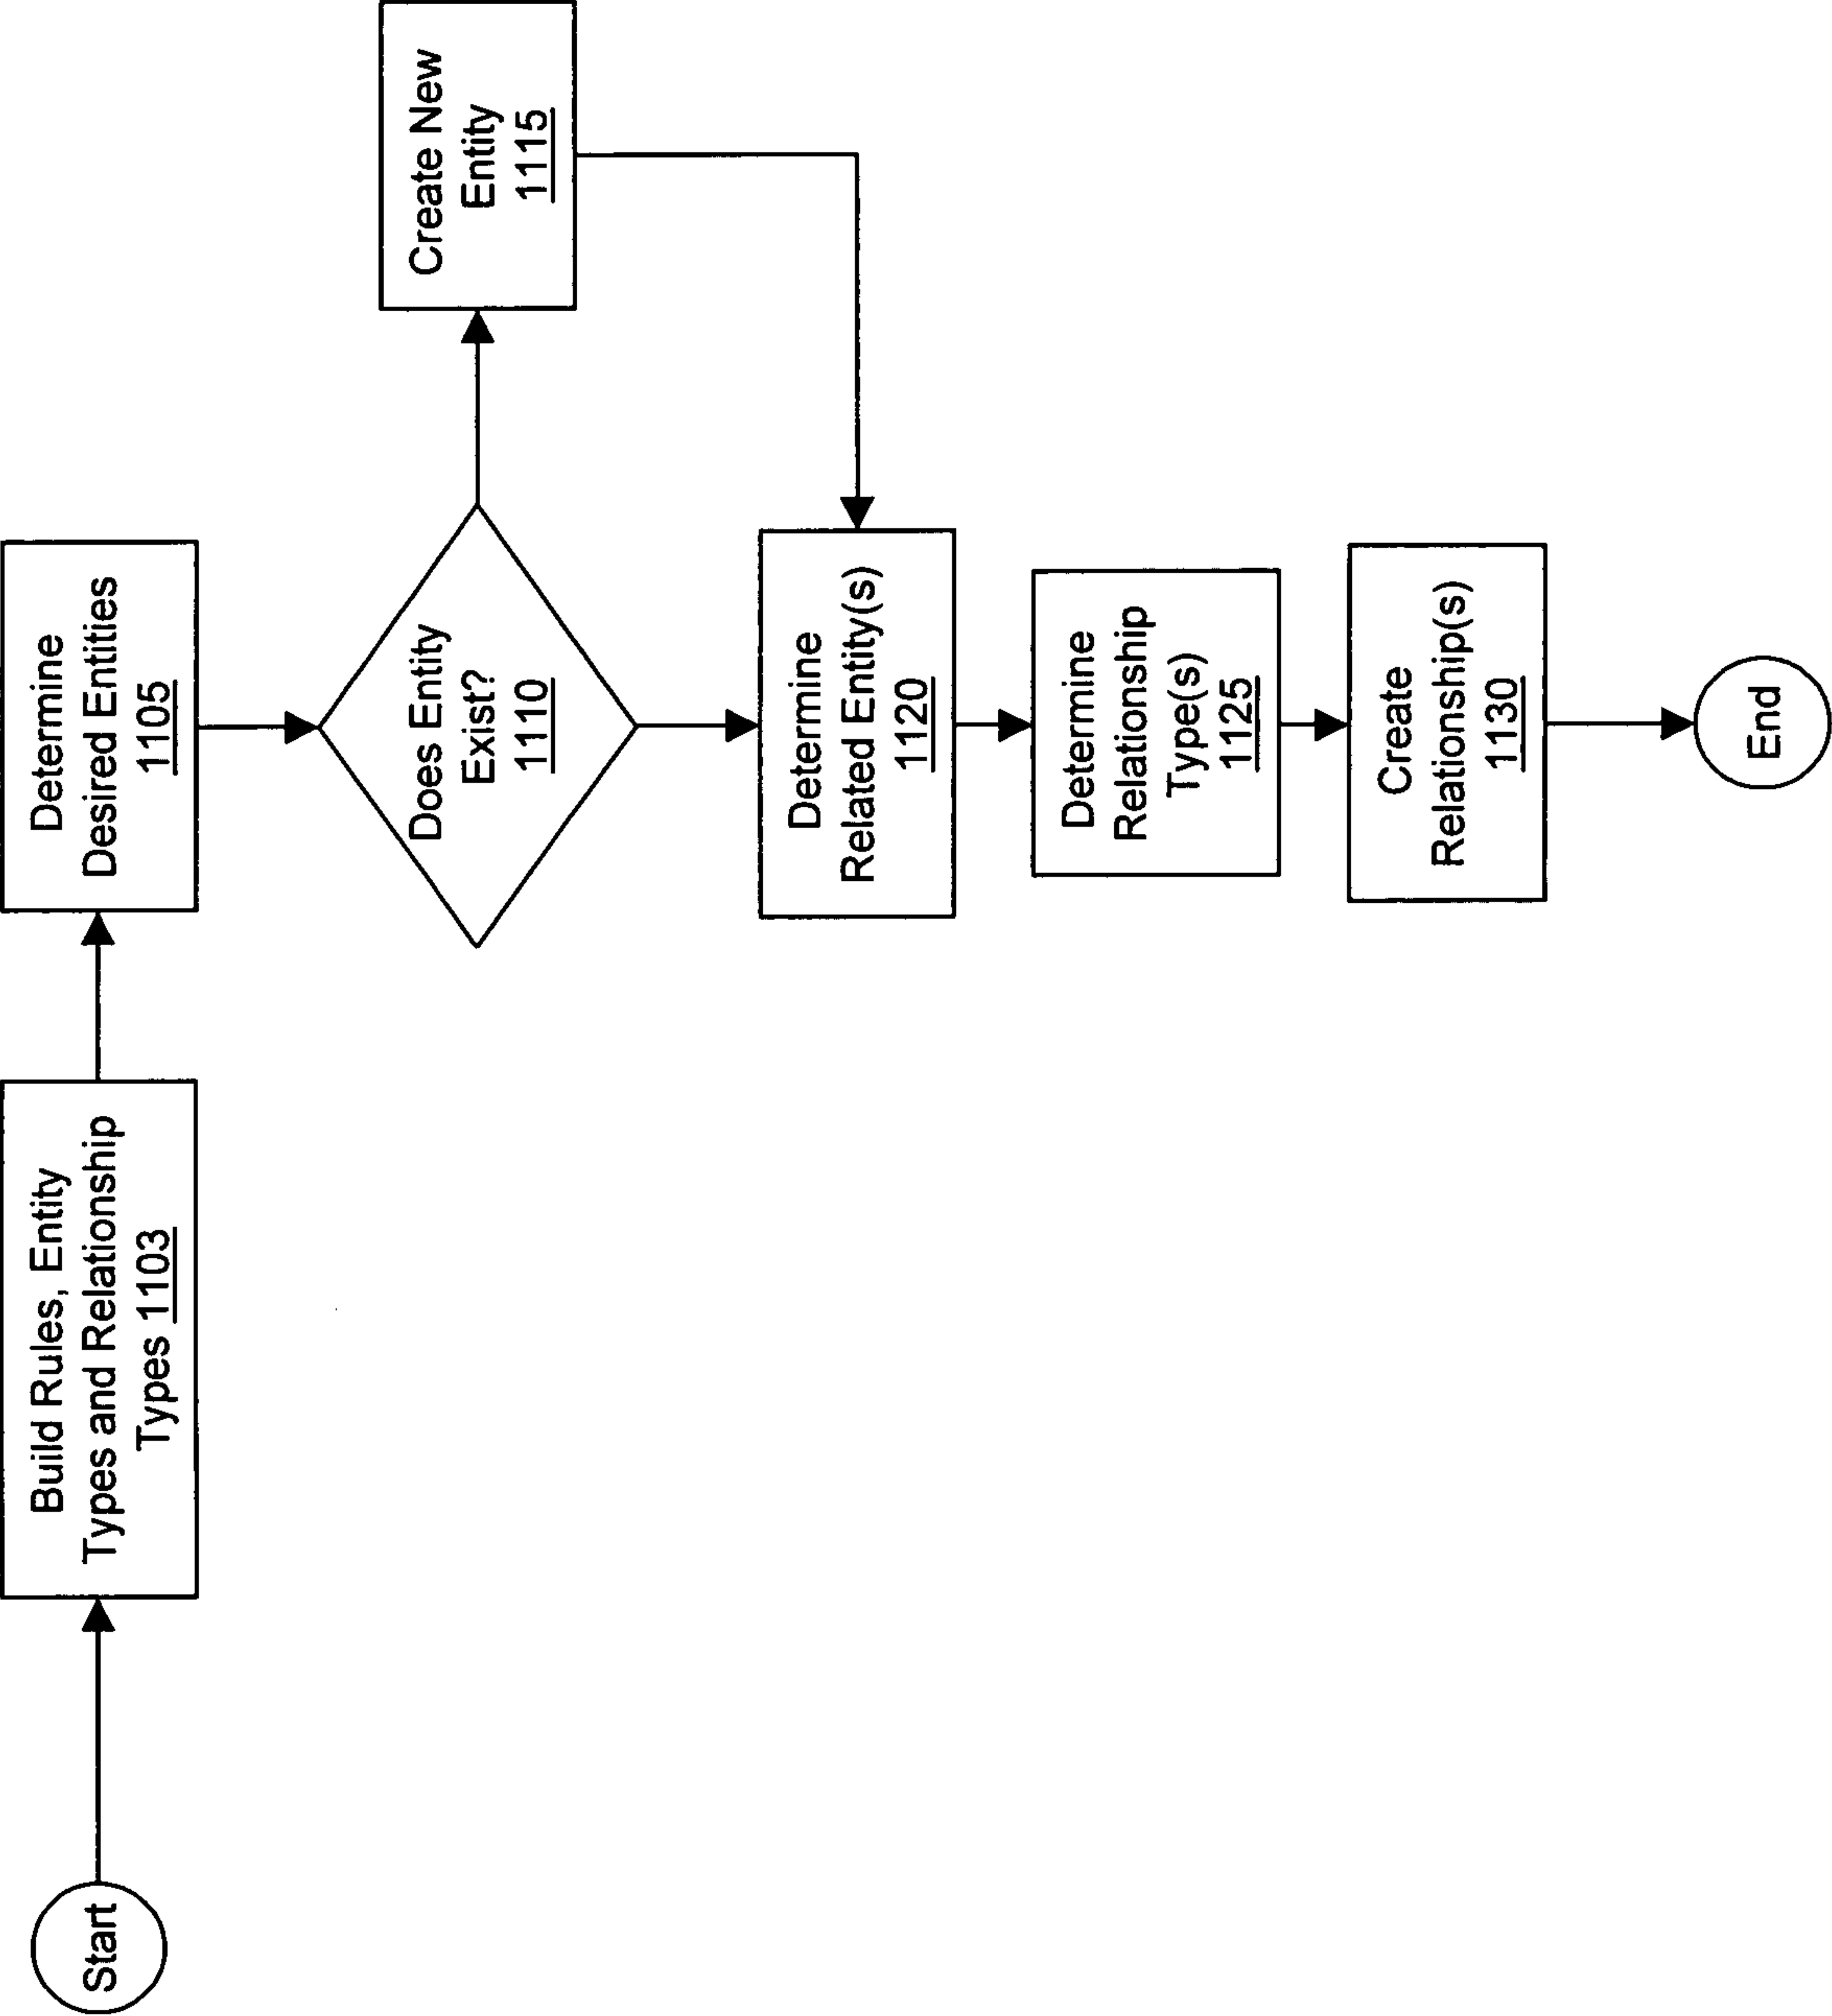 Start
Build Rules, Entity
Types and Relationship
Types 1103
Determine
Desired Entities
1105
Does Entity
Exist?
1110
Create New
Entity
1115
Determine
Related Entity(s)
1120
Determine
Relationship
Type(s)
1125
Create
Relationship(s)
1130
End